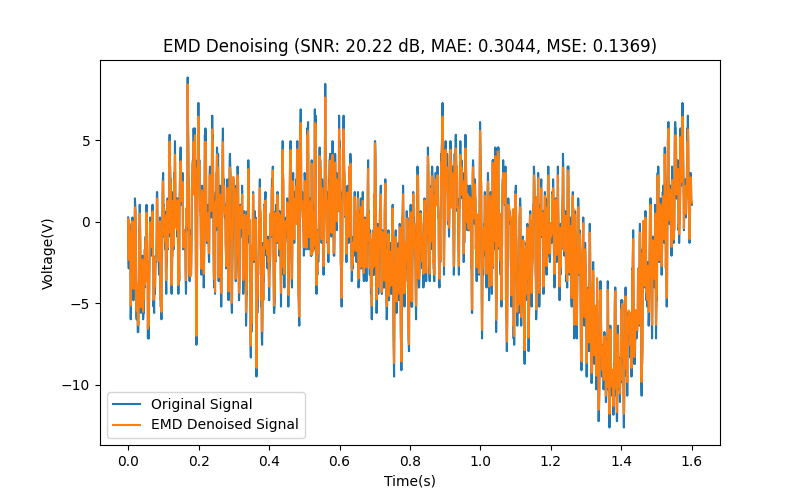 EMD Denoising (SNR: 20.22 dB, MAE: 0.3044, MSE: 0.1369)
5
0
−5
−10
Voltage(V)
Original Signal
EMD Denoised Signal
0.0 0.2 0.4 0.6 0.8 1.0 1.2 1.4 1.6
Time(s)